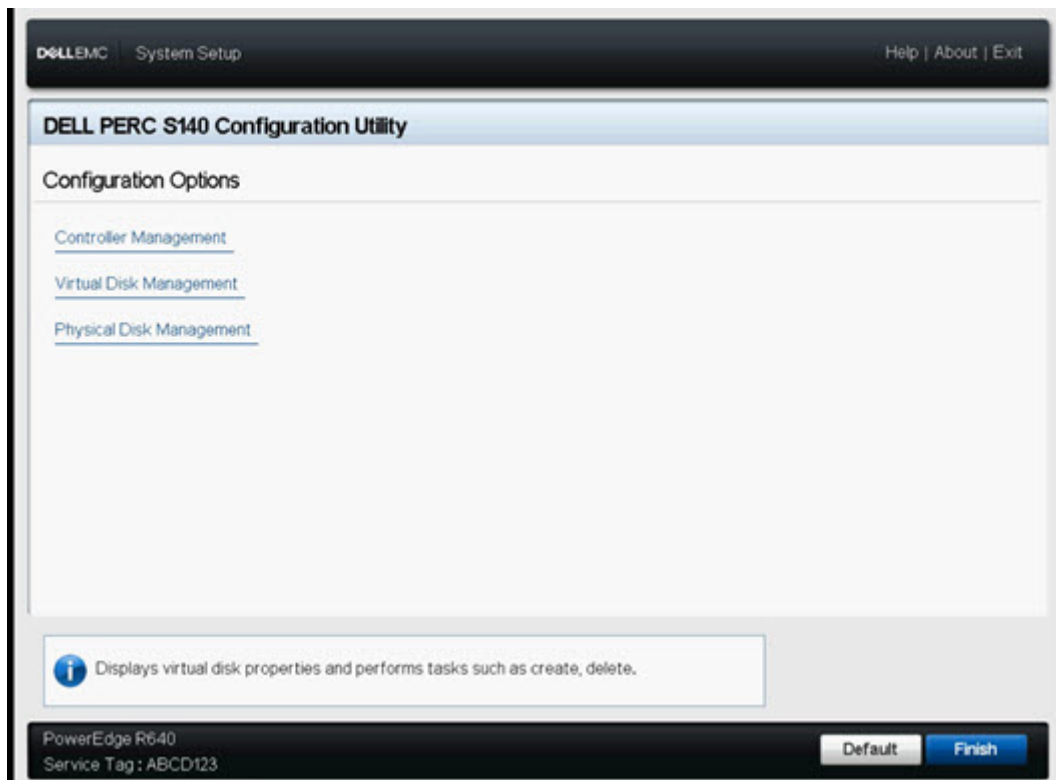 DELLEMC System Setup Help | About | Exit
DELL PERC S140 Configuration Utility
Configuration Options
Controller Management
Virtual Disk Management
Physical Disk Management
Displays virtual disk properties and performs tasks such as create, delete.
PowerEdge R640
Service Tag : ABCD123
Default Finish